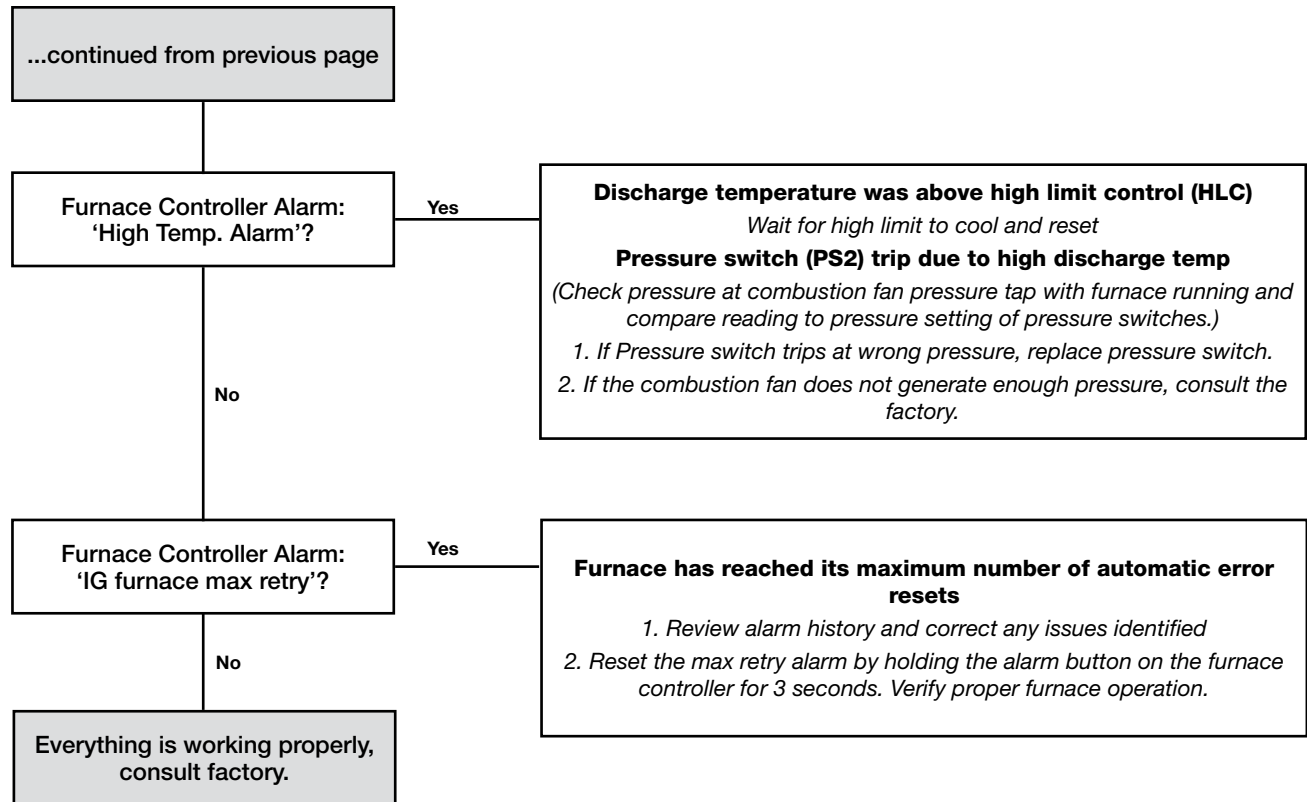 ...continued from previous page
Furnace Controller Alarm:
‘High Temp. Alarm’?
Yes
Discharge temperature was above high limit control (HLC)
Wait for high limit to cool and reset
Pressure switch (PS2) trip due to high discharge temp
(Check pressure at combustion fan pressure tap with furnace running and
compare reading to pressure setting of pressure switches.)
1. If Pressure switch trips at wrong pressure, replace pressure switch.
2. If the combustion fan does not generate enough pressure, consult the
factory.
No
Furnace Controller Alarm:
‘IG furnace max retry’?
Yes
Furnace has reached its maximum number of automatic error
resets
1. Review alarm history and correct any issues identified
2. Reset the max retry alarm by holding the alarm button on the furnace
controller for 3 seconds. Verify proper furnace operation.
No
Everything is working properly,
consult factory.